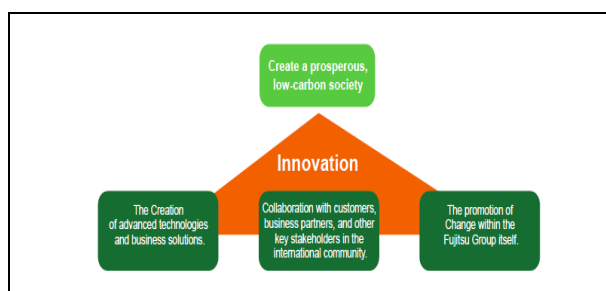 Create a prosperous,
low-carbon society
Innovation
The Creation
of advanced technologies
and business solutions.
Collaboration with customers,
business partners, and other
key stakeholders in the
international community.
The promotion of
Change within the
Fujitsu Group itself.